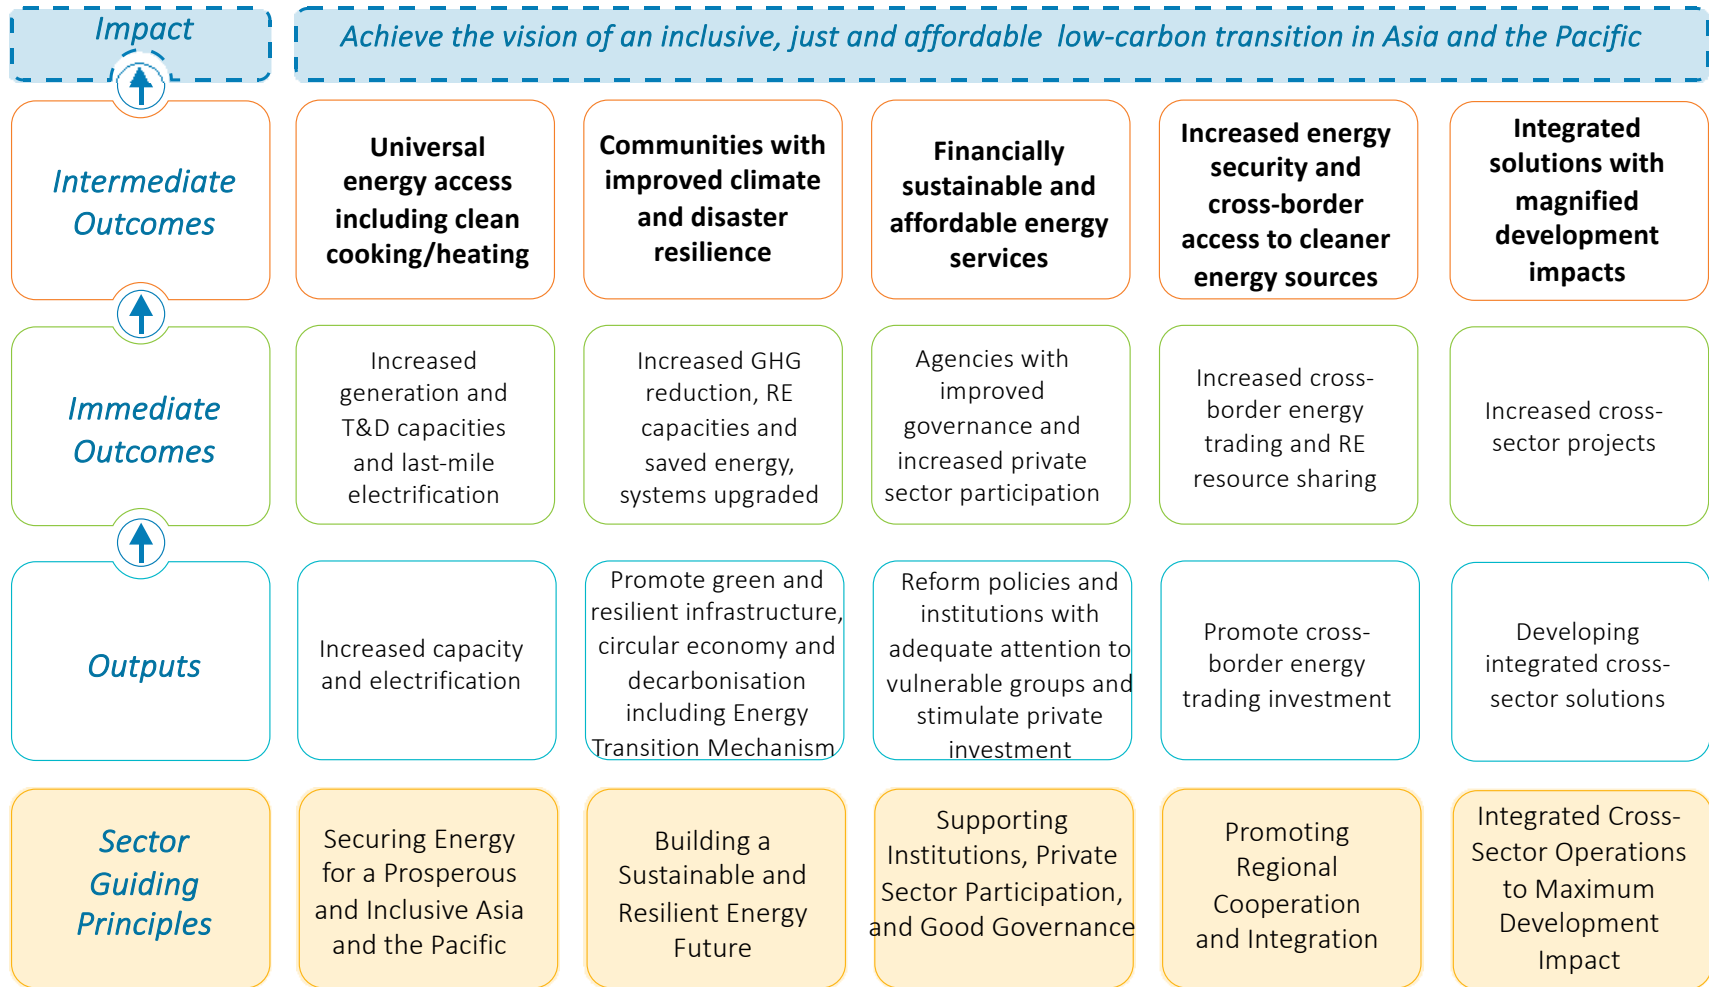 Impact
Achieve the vision of an inclusive, just and affordable low-carbon transition in Asia and the Pacific
Intermediate
Outcomes
Universal
energy access
including clean
cooking/heating
Communities with
improved climate
and disaster
resilience
Financially
sustainable and
affordable energy
services
Increased energy
security and
cross-border
access to cleaner
energy sources
Integrated
solutions with
magnified
development
impacts
Immediate
Outcomes
Increased
generation and
T&D capacities
and last-mile
electrification
Increased GHG
reduction, RE
capacities and
saved energy,
systems upgraded
Agencies with
improved
governance and
increased private
sector participation
Increased cross-
border energy
trading and RE
resource sharing
Increased cross-
sector projects
Outputs
Increased capacity
and electrification
Promote green and
resilient infrastructure,
circular economy and
decarbonisation
including Energy
Transition Mechanism
Reform policies and
institutions with
adequate attention to
vulnerable groups and
stimulate private
investment
Promote cross-
border energy
trading investment
Developing
integrated cross-
sector solutions
Sector
Guiding
Principles
Securing Energy
for a Prosperous
and Inclusive Asia
and the Pacific
Building a
Sustainable and
Resilient Energy
Future
Supporting
Institutions, Private
Sector Participation,
and Good Governance
Promoting
Regional
Cooperation
and Integration
Integrated Cross-
Sector Operations
to Maximum
Development
Impact